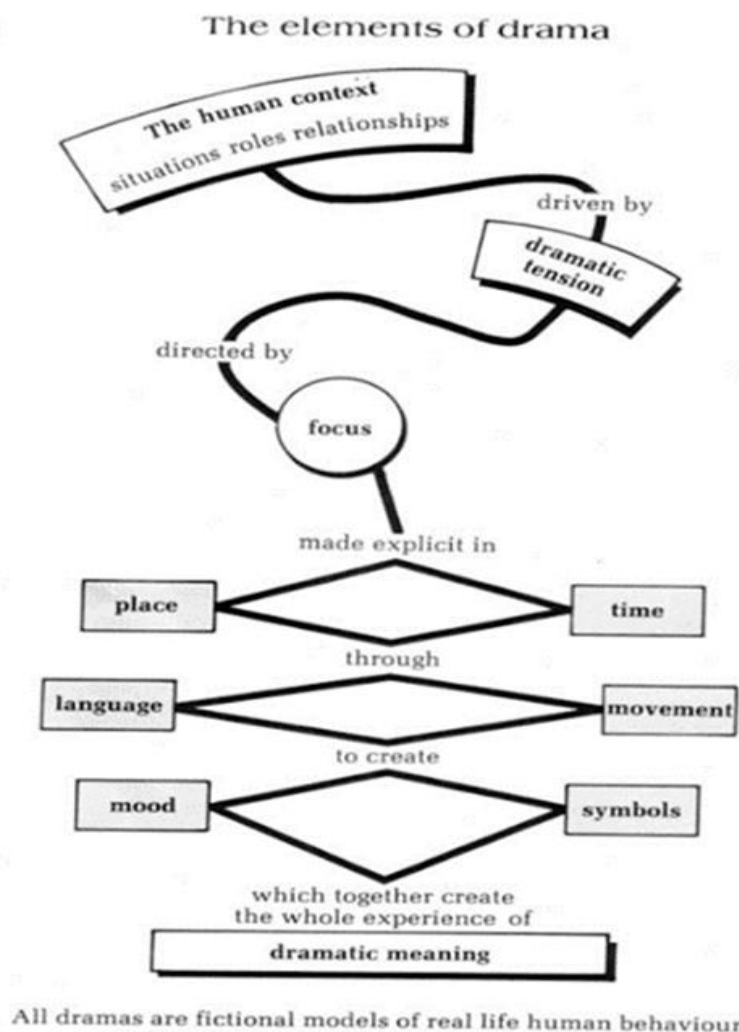 The elements of drama
The human context
situations roles relationships
driven by
dramatic
tension
directed by
focus
made explicit in
place
time
through
language
movement
to create
mood
symbols
which together create
the whole experience of
dramatic meaning
All dramas are fictional models of real life human behaviour